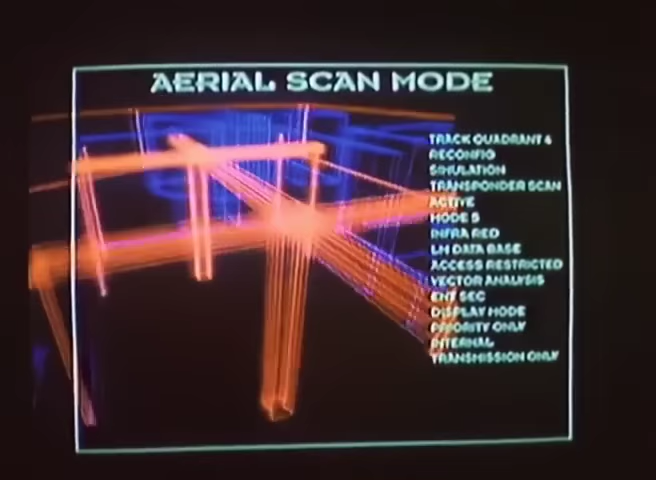 AERIAL SCAN MODE
TRACK QUADRANT 4
RECONFIG
SIMULATION
TRANSPONDER SCAN
ACTIVE
MODE 5
INFRA RED
LN DATA BASE
ACCESS RESTRICTED
VECTOR ANALYSIS
ENT SEC
DISPLAY MODE
PRIORITY ONLY
INTERNAL
TRANSMISSION ONLY